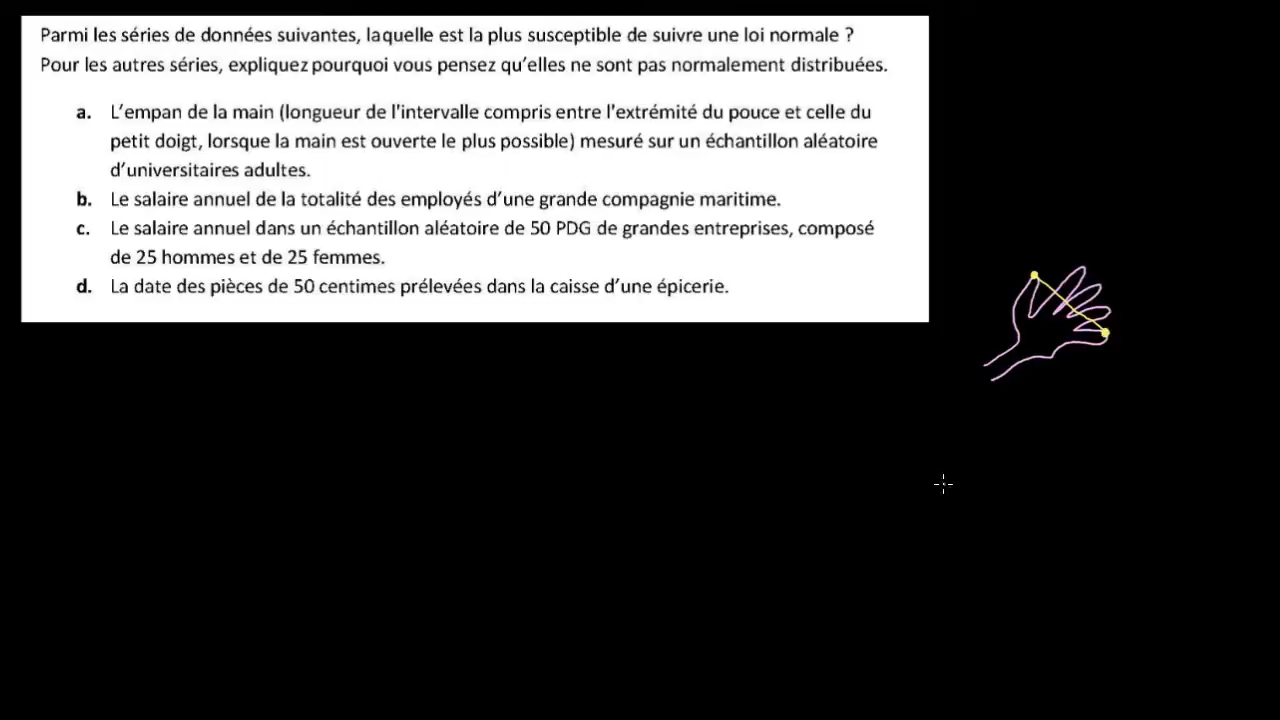 Parmi les séries de données suivantes, laquelle est la plus susceptible de suivre une loi normale ?
Pour les autres séries, expliquez pourquoi vous pensez qu’elles ne sont pas normalement distribuées.
a. L’empan de la main (longueur de l'intervalle compris entre l'extrémité du pouce et celle du
petit doigt, lorsque la main est ouverte le plus possible) mesuré sur un échantillon aléatoire
d’universitaires adultes.
b. Le salaire annuel de la totalité des employés d’une grande compagnie maritime.
c. Le salaire annuel dans un échantillon aléatoire de 50 PDG de grandes entreprises, composé
de 25 hommes et de 25 femmes.
d. La date des pièces de 50 centimes prélevées dans la caisse d’une épicerie.